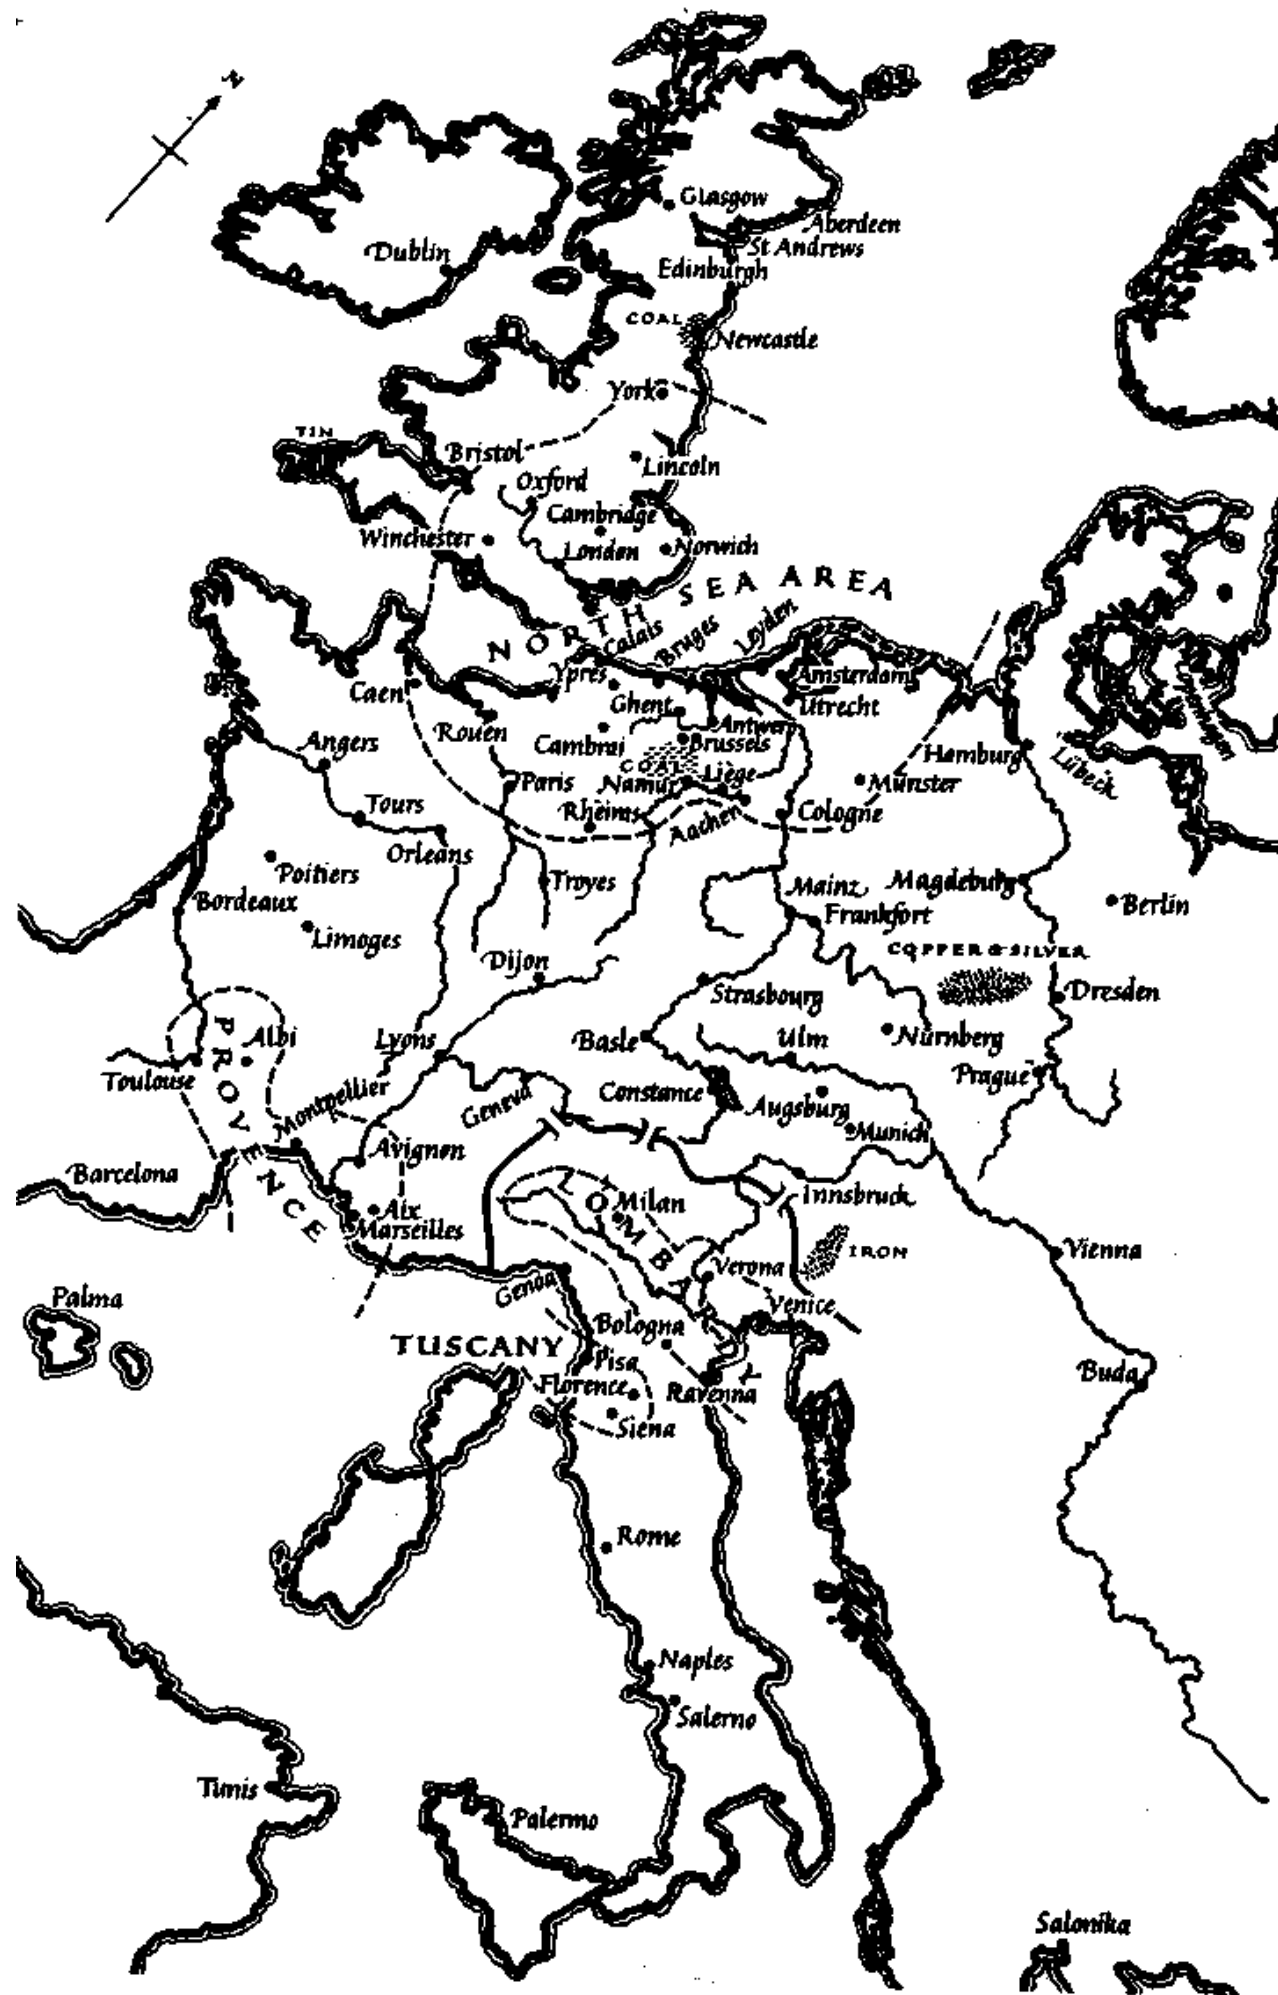 N
Glasgow
Aberdeen
St Andrews
Dublin
Edinburgh
COAL
Newcastle
York
TIN
Bristol
Lincoln
Oxford
Cambridge
Winchester
London
Norwich
NORTH SEA AREA
Calais
Bruges
Leyden
Ypres
Amsterdam
Caen
Ghent
Utrecht
Rouen
Antwerp
Cambrai
Brussels
Angers
Hamburg
Lübeck
COAL
Liège
Paris
Namur
Münster
Tours
Rheims
Aachen
Cologne
Orleans
Poitiers
Troyes
Mainz
Magdeburg
Bordeaux
Frankfort
Berlin
Limoges
COPPER & SILVER
Dijon
Strasbourg
Dresden
PROVENCE
Albi
Lyons
Basle
Ulm
Nürnberg
Toulouse
Prague
Montpellier
Geneva
Constance
Augsburg
Munich
Avignon
Barcelona
Innsbruck
LOMBARDY
Milan
Aix
Marseilles
IRON
Vienna
Verona
Genoa
Palma
Venice
Bologna
TUSCANY
Pisa
Buda
Florence
Ravenna
Siena
Rome
Naples
Salerno
Tunis
Palermo
Salonika